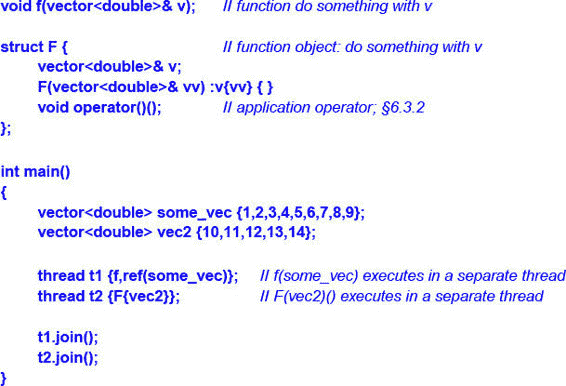 void f(vector<double>& v); // function do something with v
struct F { // function object: do something with v
vector<double>& v;
F(vector<double>& vv) :v{vv} { }
void operator()(); // application operator; §6.3.2
};
int main()
{
vector<double> some_vec {1,2,3,4,5,6,7,8,9};
vector<double> vec2 {10,11,12,13,14};
thread t1 {f,ref(some_vec)}; // f(some_vec) executes in a separate thread
thread t2 {F{vec2}}; // F(vec2)() executes in a separate thread
t1.join();
t2.join();
}